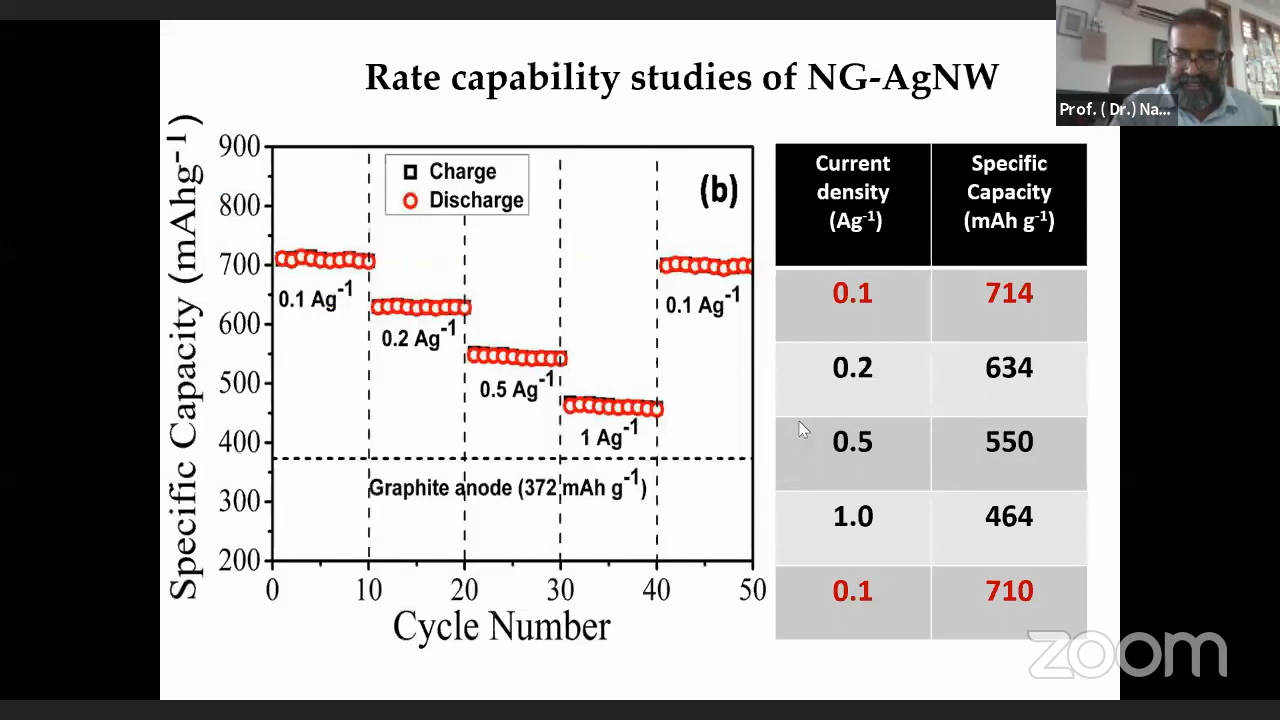 Rate capability studies of NG-AgNW
Prof. ( Dr.) Na...
Specific Capacity (mAhg⁻¹)
900
800
700
600
500
400
300
200
Charge
Discharge
(b)
0.1 Ag⁻¹
0.2 Ag⁻¹
0.5 Ag⁻¹
1 Ag⁻¹
0.1 Ag⁻¹
Graphite anode (372 mAh g⁻¹)
0 10 20 30 40 50
Cycle Number
Current density (Ag⁻¹) Specific Capacity (mAh g⁻¹)
0.1 714
0.2 634
0.5 550
1.0 464
0.1 710
zoom